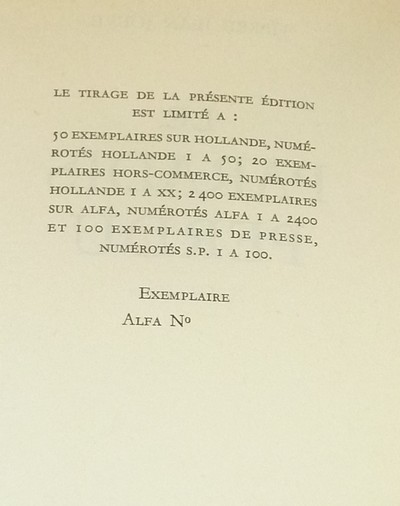 LE TIRAGE DE LA PRÉSENTE ÉDITION
EST LIMITÉ A :
50 EXEMPLAIRES SUR HOLLANDE, NUMÉ-
ROTÉS HOLLANDE 1 A 50; 20 EXEM-
PLAIRES HORS-COMMERCE, NUMÉROTÉS
HOLLANDE I A XX; 2 400 EXEMPLAIRES
SUR ALFA, NUMÉROTÉS ALFA 1 A 2400
ET 100 EXEMPLAIRES DE PRESSE,
NUMÉROTÉS S.P. 1 A 100.
EXEMPLAIRE
ALFA Nº